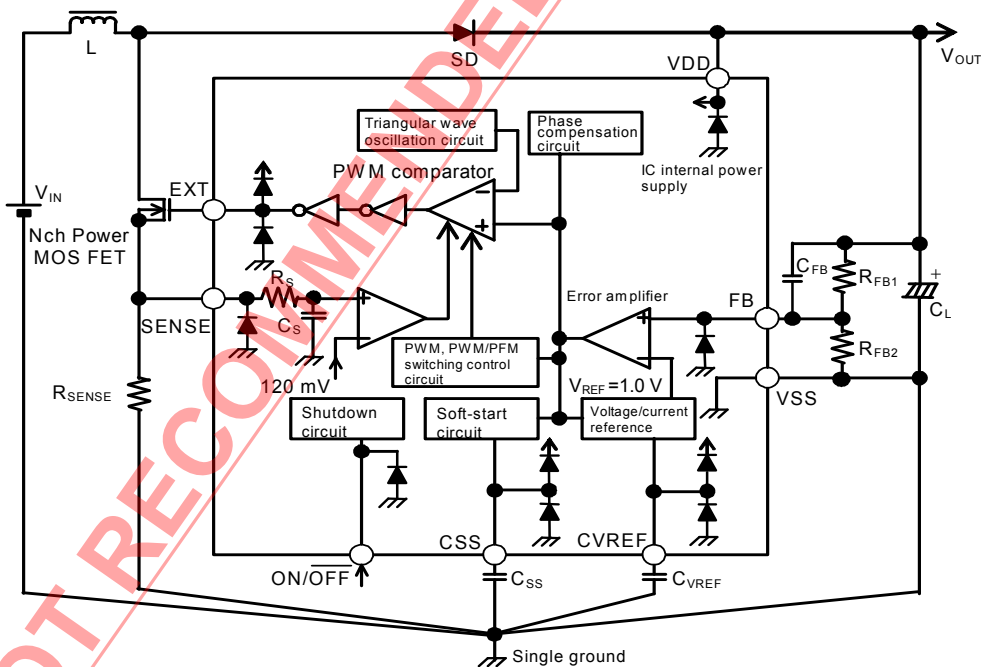 L
SD
VDD
VOUT
Triangular wave
oscillation circuit
Phase
compensation
circuit
IC internal power
supply
PWM comparator
VIN
EXT
Nch Power
MOS FET
−
+
RS
CS
SENSE
+
−
120 mV
RSENSE
PWM, PWM/PFM
switching control
circuit
Error amplifier
+
−
VREF=1.0 V
FB
CFB
RFB1
RFB2
+
CL
VSS
Shutdown
circuit
Soft-start
circuit
Voltage/current
reference
ON/OFF
CSS
CSS
CVREF
CVREF
Single ground
NOT RECOMMENDED